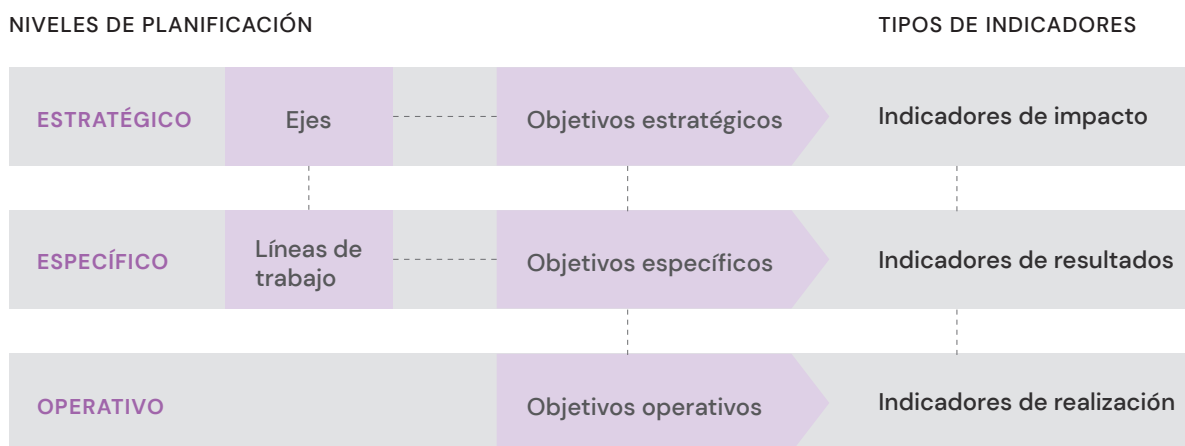 NIVELES DE PLANIFICACIÓN
TIPOS DE INDICADORES
ESTRATÉGICO
Ejes
Objetivos estratégicos
Indicadores de impacto
ESPECÍFICO
Líneas de
trabajo
Objetivos específicos
Indicadores de resultados
OPERATIVO
Objetivos operativos
Indicadores de realización